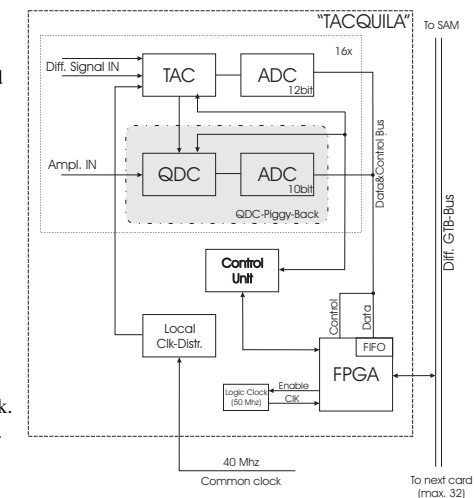 "TACQUILA"
To SAM
16x
Diff. Signal IN
TAC
ADC
12bit
Data&Control Bus
Diff. GTB-Bus
Ampl. IN
QDC
ADC
10bit
QDC-Piggy-Back
Control
Unit
Local
Clk-Distr.
Control
Data
FIFO
FPGA
Logic Clock
(50 Mhz)
Enable
ClK
k.
40 Mhz
Common clock
To next card
(max. 32)